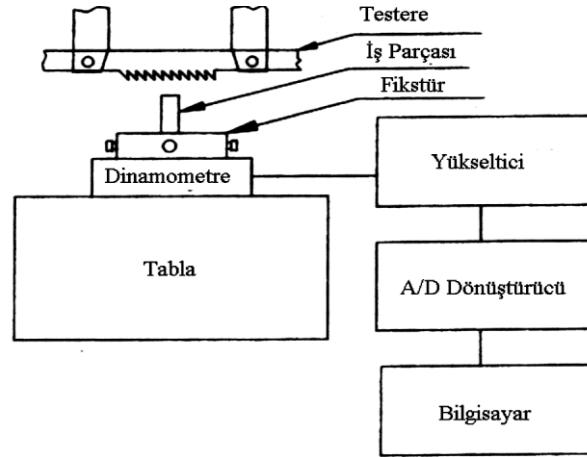 Testere
İş Parçası
Fikstür
Yükseltici
Dinamometre
Tabla
A/D Dönüştürücü
Bilgisayar